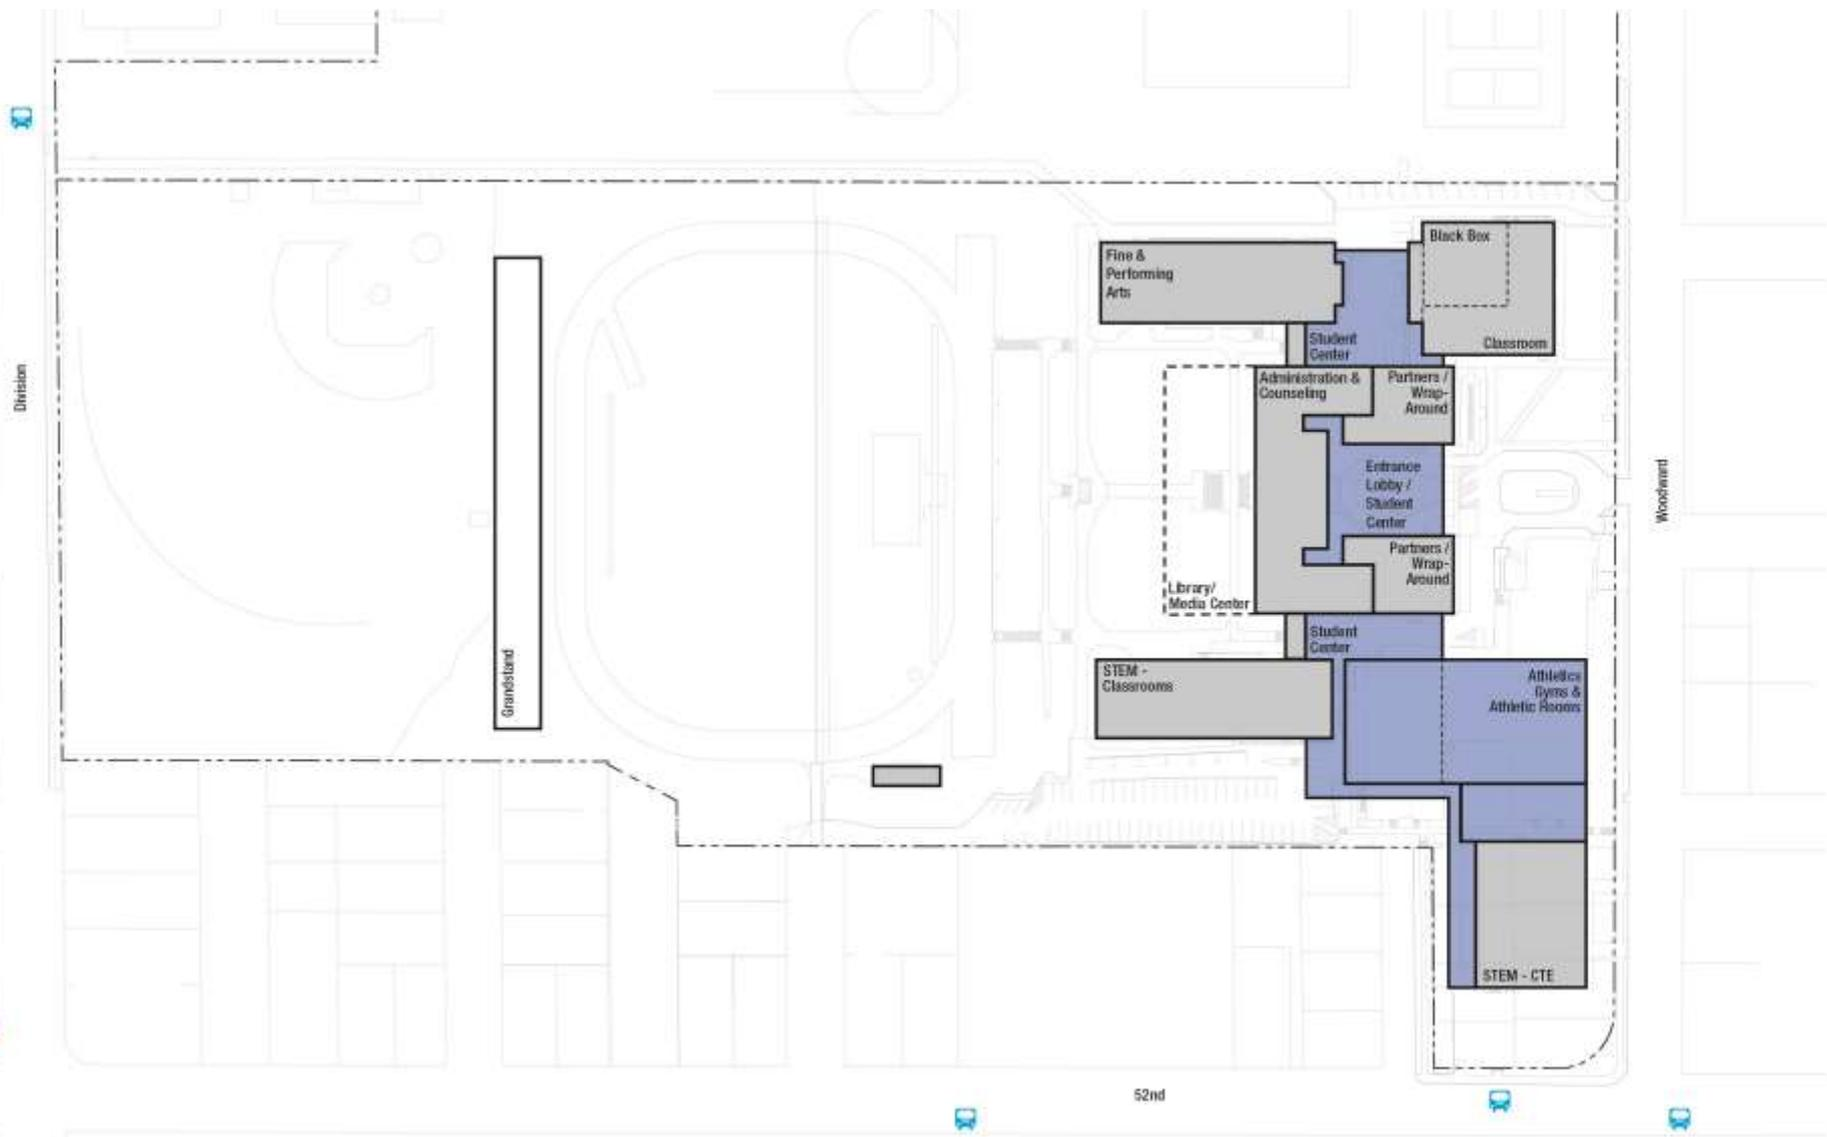 Division
Grandstand
Fine &
Performing
Arts
Black Box
Classroom
Student
Center
Administration &
Counseling
Partners /
Wrap-
Around
Entrance
Lobby /
Student
Center
Partners /
Wrap-
Around
Library/
Media Center
Student
Center
STEM -
Classrooms
Athletics
Gyms &
Athletic Rooms
STEM - CTE
Woodward
52nd